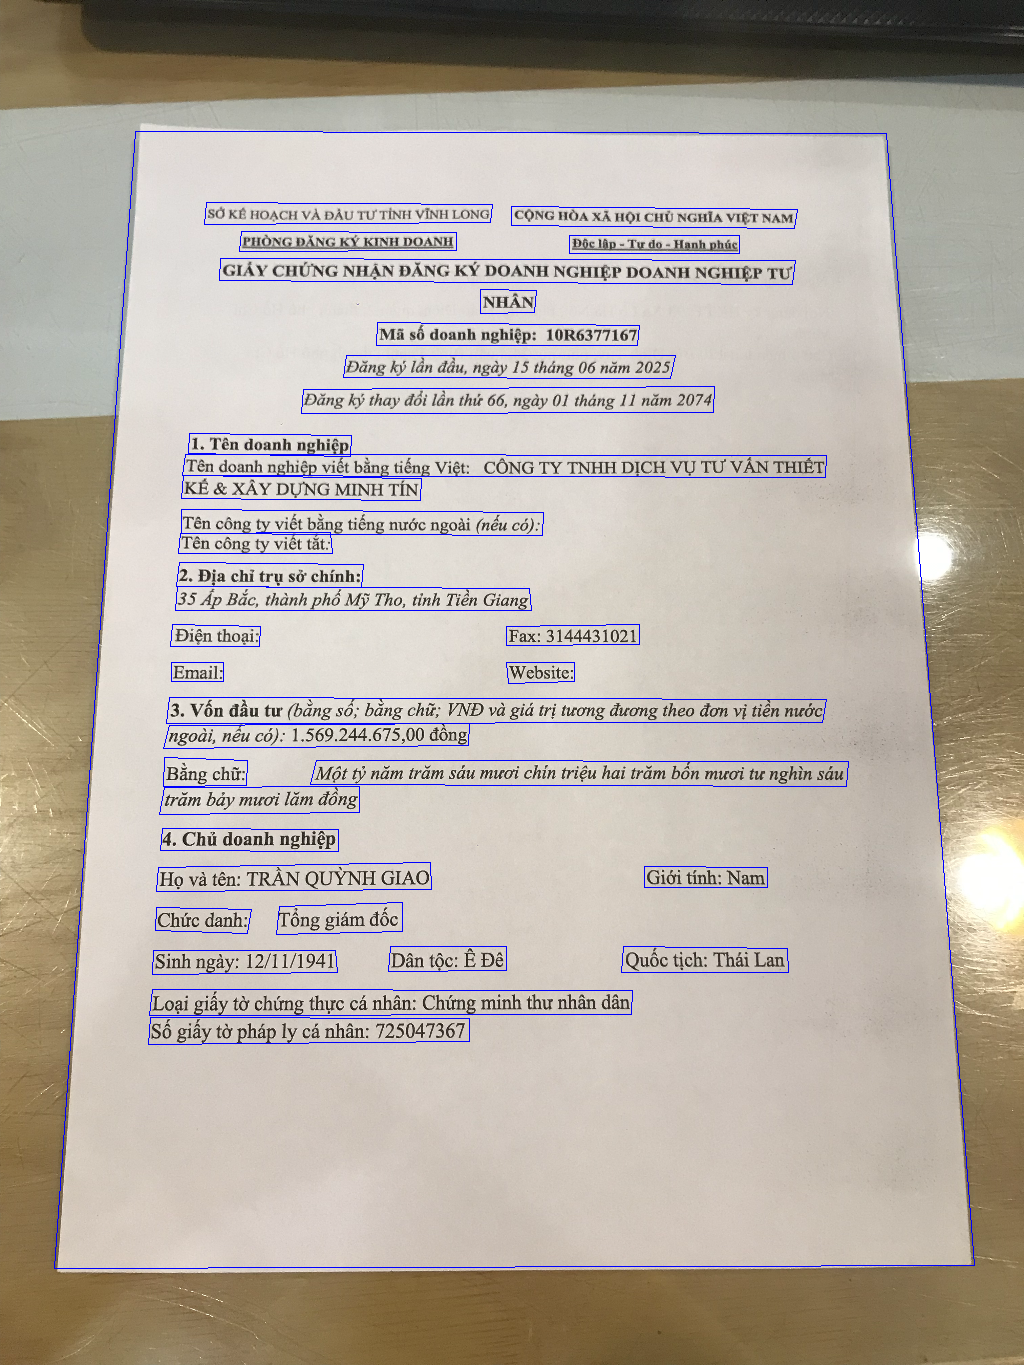 SỞ KẾ HOẠCH VÀ ĐẦU TƯ TỈNH VĨNH LONG CỘNG HÒA XÃ HỘI CHỦ NGHĨA VIỆT NAM
PHÒNG ĐĂNG KÝ KINH DOANH Độc lập - Tự do - Hạnh phúc
GIẤY CHỨNG NHẬN ĐĂNG KÝ DOANH NGHIỆP DOANH NGHIỆP TƯ
NHÂN
Mã số doanh nghiệp: 10R6377167
Đăng ký lần đầu, ngày 15 tháng 06 năm 2025
Đăng ký thay đổi lần thứ 66, ngày 01 tháng 11 năm 2074
1. Tên doanh nghiệp
Tên doanh nghiệp viết bằng tiếng Việt: CÔNG TY TNHH DỊCH VỤ TƯ VẤN THIẾT
KẾ & XÂY DỰNG MINH TÍN
Tên công ty viết bằng tiếng nước ngoài (nếu có):
Tên công ty viết tắt:
2. Địa chỉ trụ sở chính:
35 Ấp Bắc, thành phố Mỹ Tho, tỉnh Tiền Giang
Điện thoại: Fax: 3144431021
Email: Website:
3. Vốn đầu tư (bằng số; bằng chữ; VNĐ và giá trị tương đương theo đơn vị tiền nước
ngoài, nếu có): 1.569.244.675,00 đồng
Bằng chữ: Một tỷ năm trăm sáu mươi chín triệu hai trăm bốn mươi tư nghìn sáu
trăm bảy mươi lăm đồng
4. Chủ doanh nghiệp
Họ và tên: TRẦN QUỲNH GIAO Giới tính: Nam
Chức danh: Tổng giám đốc
Sinh ngày: 12/11/1941 Dân tộc: Ê Đê Quốc tịch: Thái Lan
Loại giấy tờ chứng thực cá nhân: Chứng minh thư nhân dân
Số giấy tờ pháp ly cá nhân: 725047367